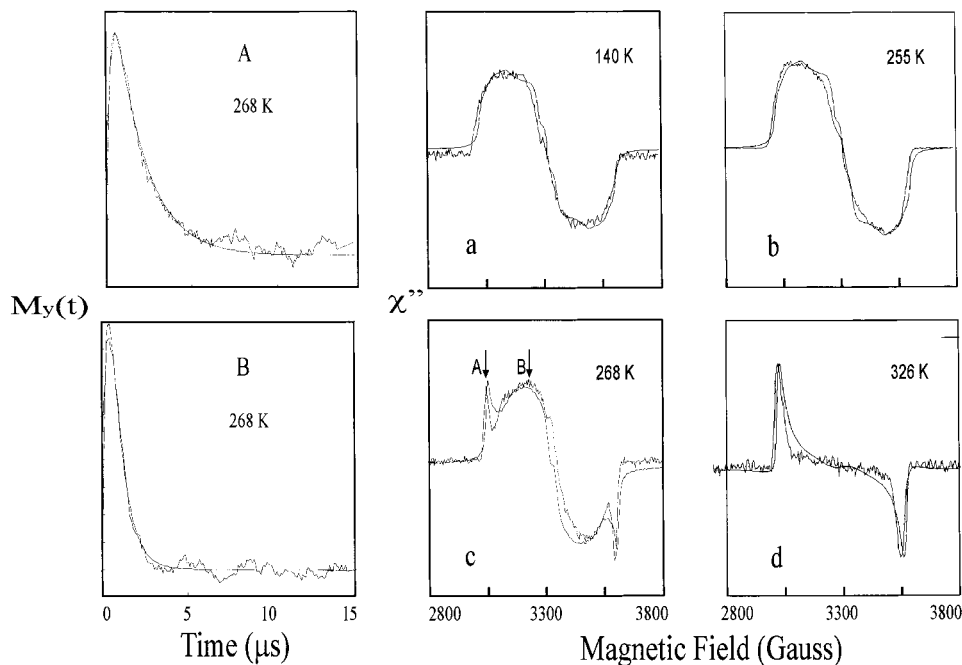 A
268 K
140 K
255 K
a
b
My(t)
χ''
B
268 K
A
B
268 K
326 K
c
d
0
5
10
15
2800
3300
3800
2800
3300
3800
Time (μs)
Magnetic Field (Gauss)